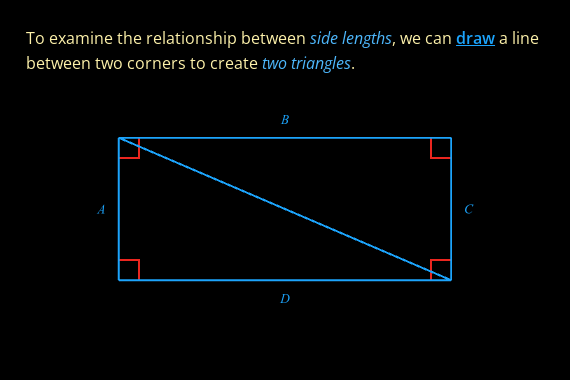 To examine the relationship between side lengths, we can draw a line
between two corners to create two triangles.
B
A
C
D